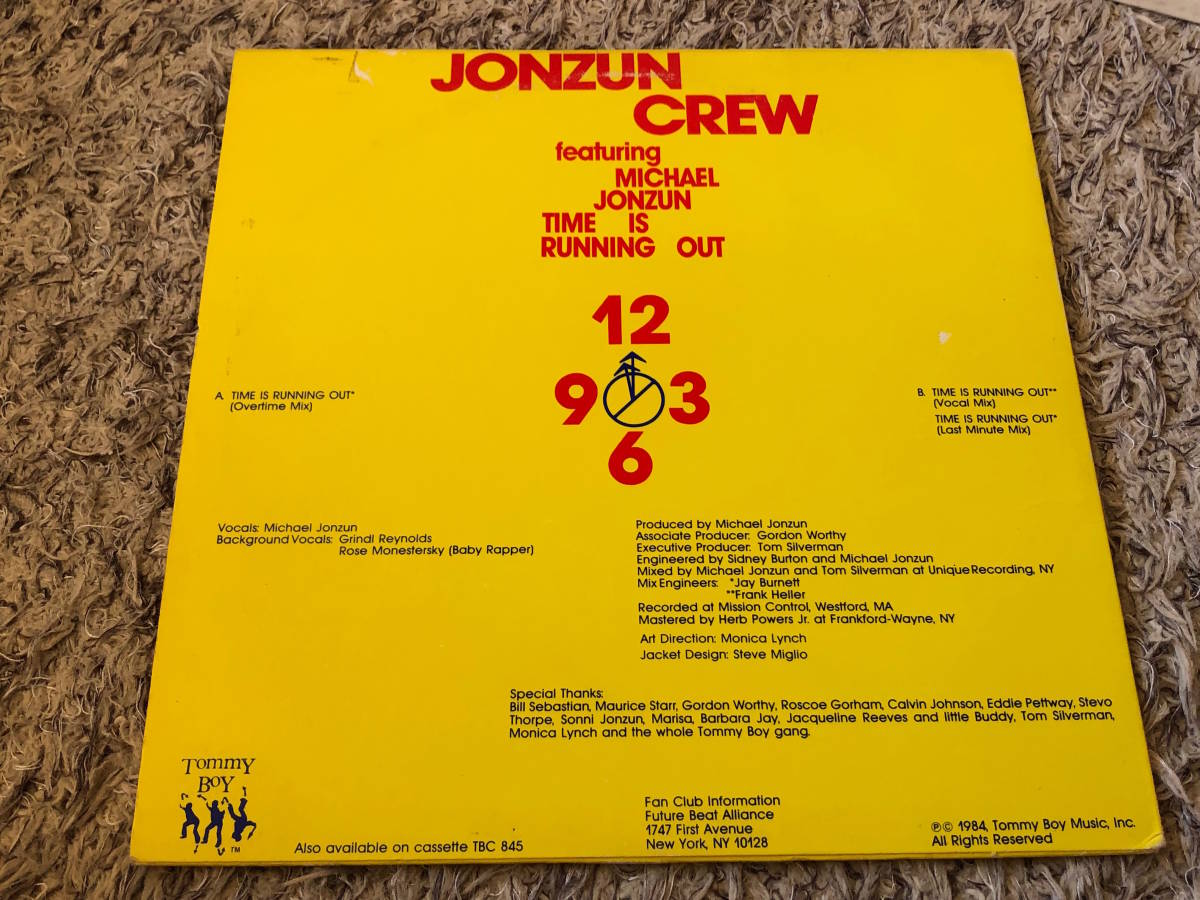 JONZUN
CREW
featuring
MICHAEL
JONZUN
TIME IS
RUNNING OUT
12
9 3
6
A. TIME IS RUNNING OUT*
(Overtime Mix)
B. TIME IS RUNNING OUT**
(Vocal Mix)
TIME IS RUNNING OUT*
(Last Minute Mix)
Vocals: Michael Jonzun
Background Vocals: Grindl Reynolds
Rose Monestersky (Baby Rapper)
Produced by Michael Jonzun
Associate Producer: Gordon Worthy
Executive Producer: Tom Silverman
Engineered by Sidney Burton and Michael Jonzun
Mixed by Michael Jonzun and Tom Silverman at Unique Recording, NY
Mix Engineers: *Jay Burnett
**Frank Heller
Recorded at Mission Control, Westford, MA
Mastered by Herb Powers Jr. at Frankford-Wayne, NY
Art Direction: Monica Lynch
Jacket Design: Steve Miglio
Special Thanks:
Bill Sebastian, Maurice Starr, Gordon Worthy, Roscoe Gorham, Calvin Johnson, Eddie Pettway, Stevo
Thorpe, Sonni Jonzun, Marisa, Barbara Jay, Jacqueline Reeves and little Buddy, Tom Silverman,
Monica Lynch and the whole Tommy Boy gang.
Tommy
Boy
TM
Also available on cassette TBC 845
Fan Club Information
Future Beat Alliance
1747 First Avenue
New York, NY 10128
℗© 1984, Tommy Boy Music, Inc.
All Rights Reserved